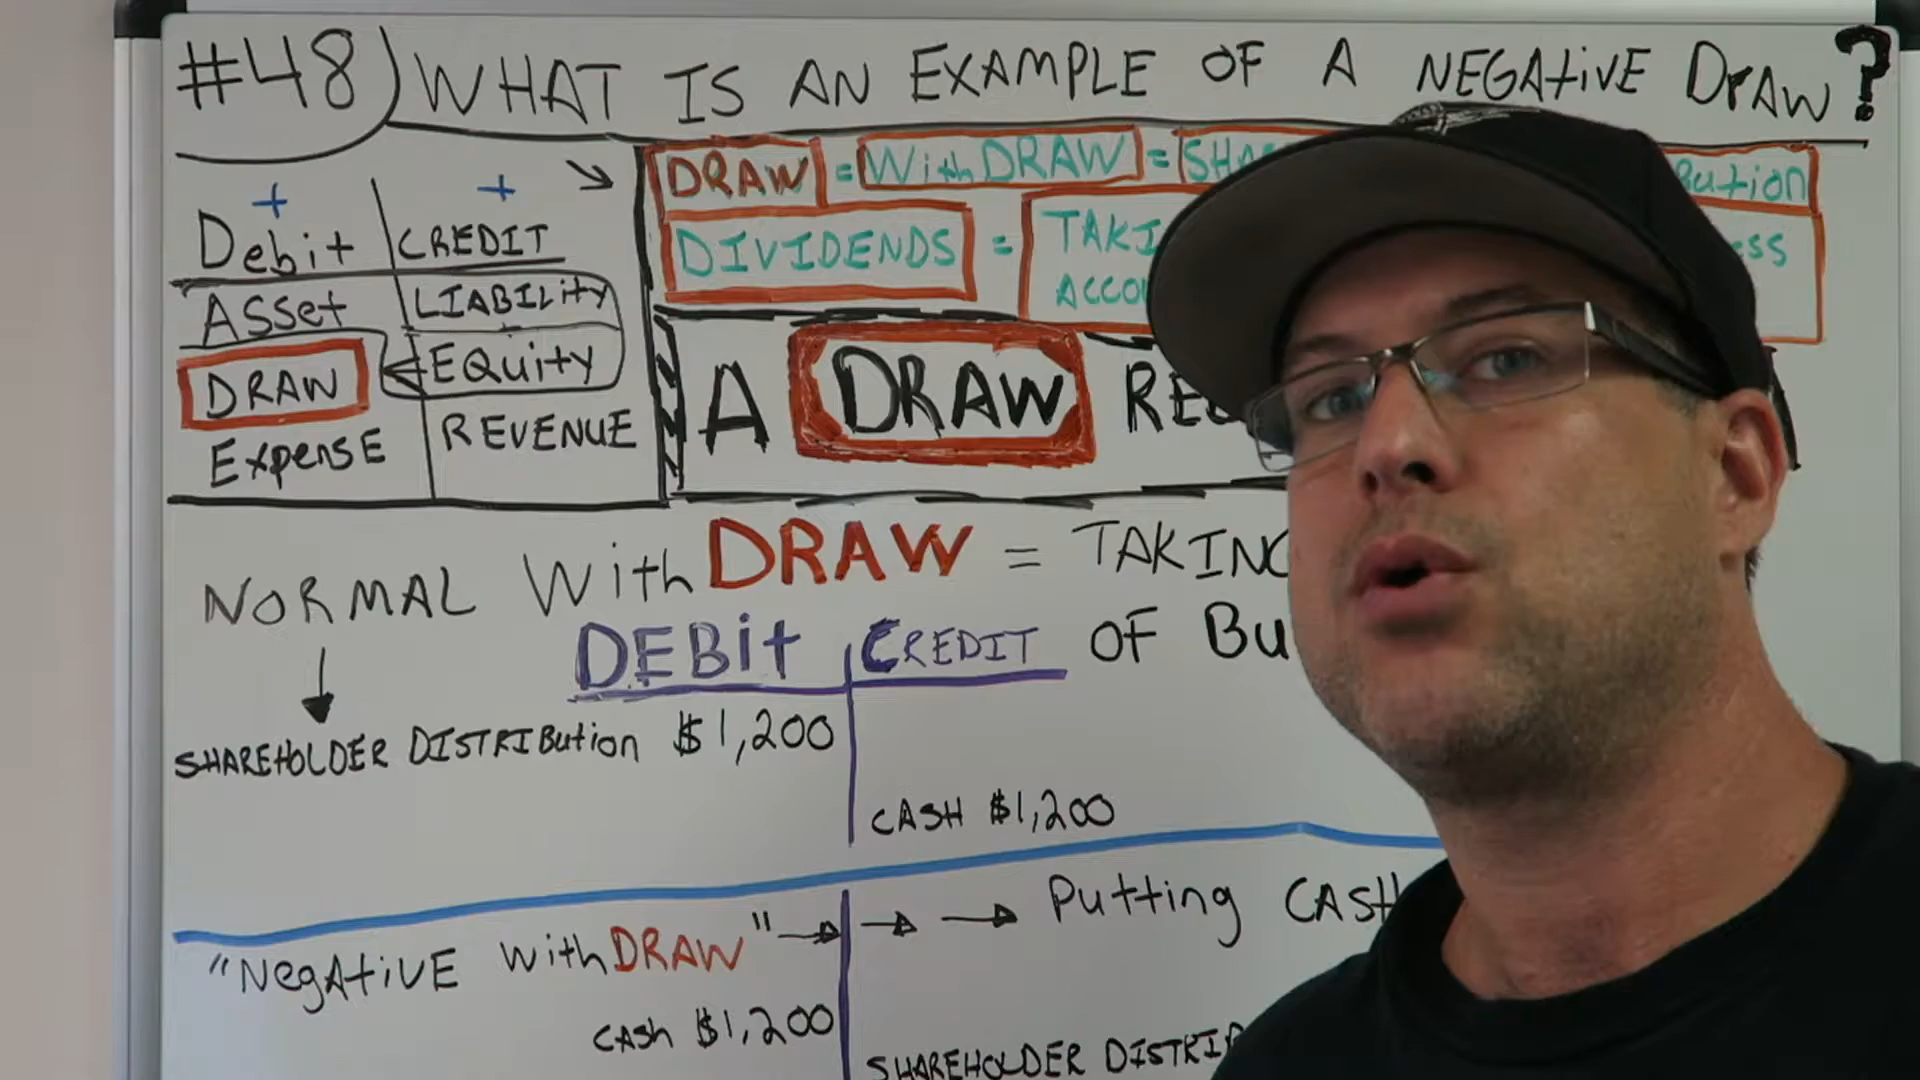 #48) WHAT IS AN EXAMPLE OF A NEGATIVE DRAW?
+ +
Debit CREDIT
Asset LIABILITY
DRAW EQUITY
Expense REVENUE
DRAW = WithDRAW =
DIVIDENDS =
A DRAW
NORMAL WithDRAW =
DEBIT CREDIT OF
SHAREHOLDER DISTRIBUTION $1,200
CASH $1,200
"NegAtiVE WithDRAW" Putting CASH
CASH $1,200
SHAREHOLDER